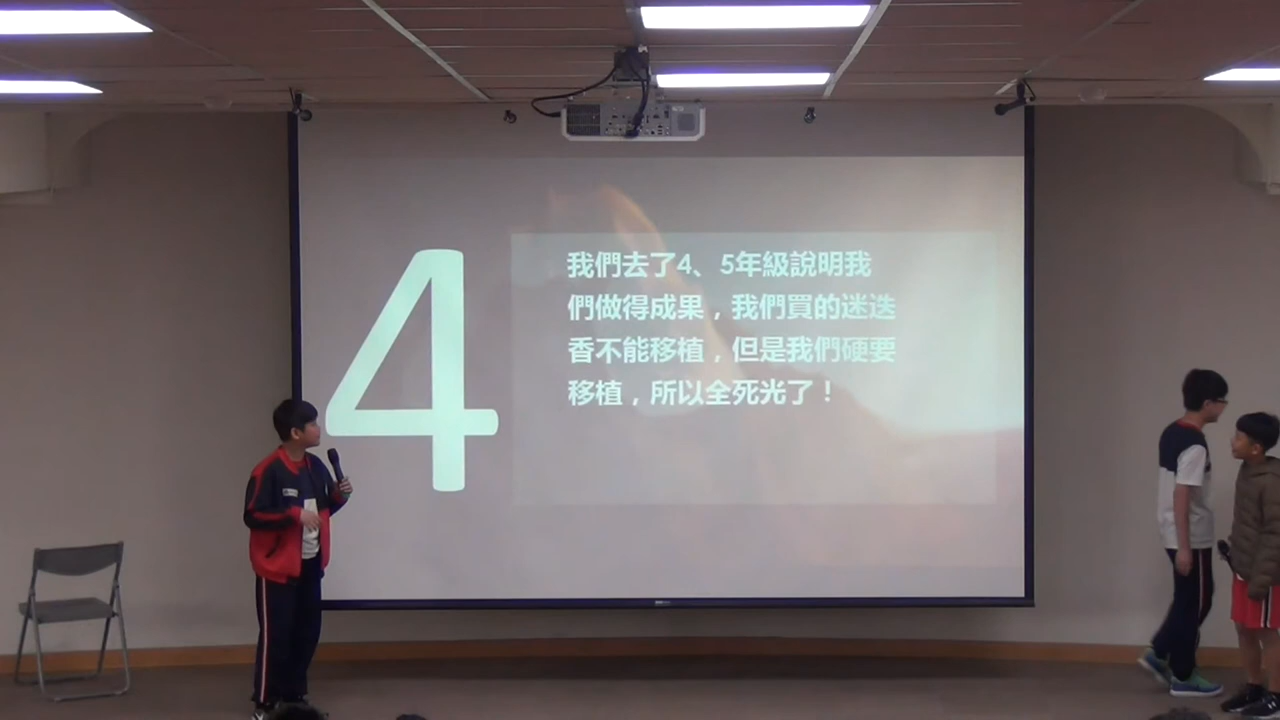 4
我們去了4、5年級說明我
們做得成果，我們買的迷迭
香不能移植，但是我們硬要
移植，所以全死光了！